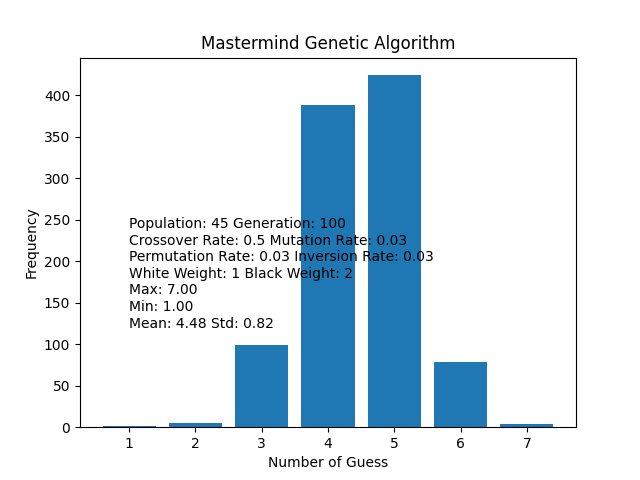 Mastermind Genetic Algorithm
400
350
300
250
200
150
100
50
0
Frequency
Population: 45 Generation: 100
Crossover Rate: 0.5 Mutation Rate: 0.03
Permutation Rate: 0.03 Inversion Rate: 0.03
White Weight: 1 Black Weight: 2
Max: 7.00
Min: 1.00
Mean: 4.48 Std: 0.82
1 2 3 4 5 6 7
Number of Guess